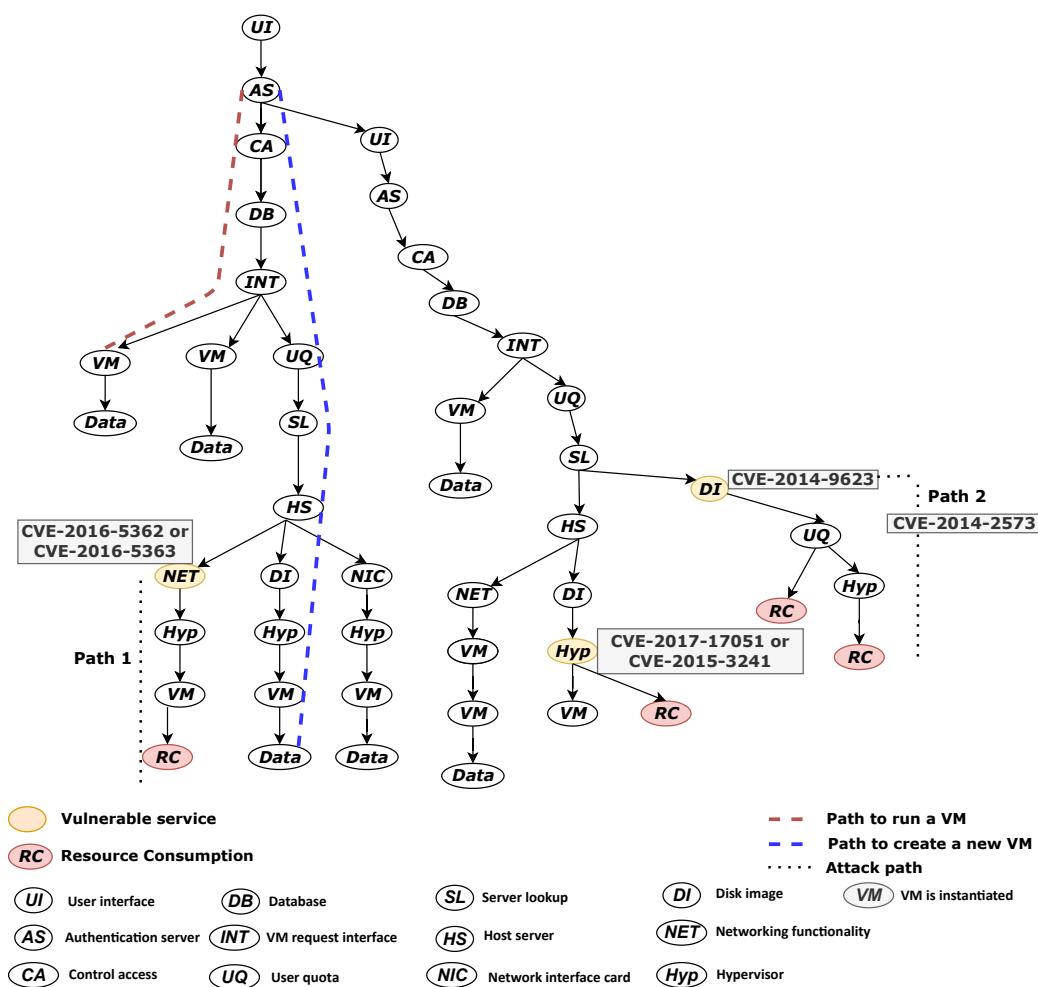 UI
AS
CA
UI
AS
DB
CA
INT
DB
VM
VM
UQ
INT
Data
Data
SL
VM
UQ
HS
Data
SL
DI
CVE-2014-9623
Path 2
CVE-2014-2573
CVE-2016-5362 or
CVE-2016-5363
HS
UQ
NET
DI
NIC
NET
DI
Hyp
RC
Hyp
Hyp
Hyp
Path 1
VM
Hyp
CVE-2017-17051 or
CVE-2015-3241
RC
VM
VM
VM
VM
VM
RC
RC
Data
Data
Data
Vulnerable service
RC Resource Consumption
Path to run a VM
Path to create a new VM
Attack path
UI User interface
DB Database
SL Server lookup
DI Disk image
VM VM is instantiated
AS Authentication server
INT VM request interface
HS Host server
NET Networking functionality
CA Control access
UQ User quota
NIC Network interface card
Hyp Hypervisor